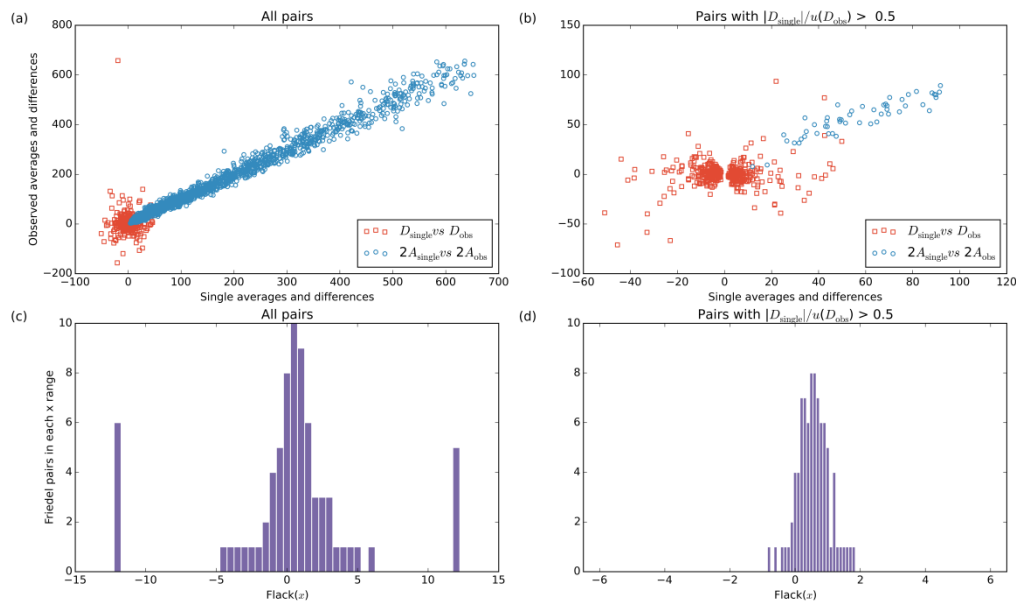 (a)
All pairs
Observed averages and differences
800
600
400
200
0
−200
−100 0 100 200 300 400 500 600 700
Single averages and differences
D_single vs D_obs
2A_single vs 2A_obs
(b)
Pairs with |D_single|/u(D_obs) > 0.5
150
100
50
0
−50
−100
−60 −40 −20 0 20 40 60 80 100 120
Single averages and differences
D_single vs D_obs
2A_single vs 2A_obs
(c)
All pairs
Friedel pairs in each x range
10
8
6
4
2
0
−15 −10 −5 0 5 10 15
Flack(x)
(d)
Pairs with |D_single|/u(D_obs) > 0.5
10
8
6
4
2
0
−6 −4 −2 0 2 4 6
Flack(x)